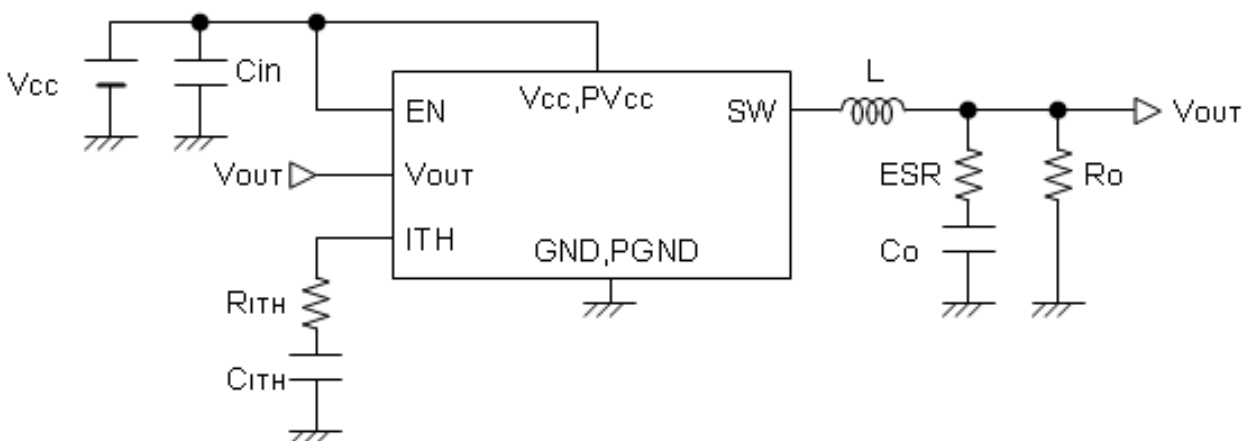 L
Vcc
Cin
Vcc,PVcc
EN
SW
VOUT
VOUT
VOUT
ESR
Ro
ITH
GND,PGND
Co
RITH
CITH